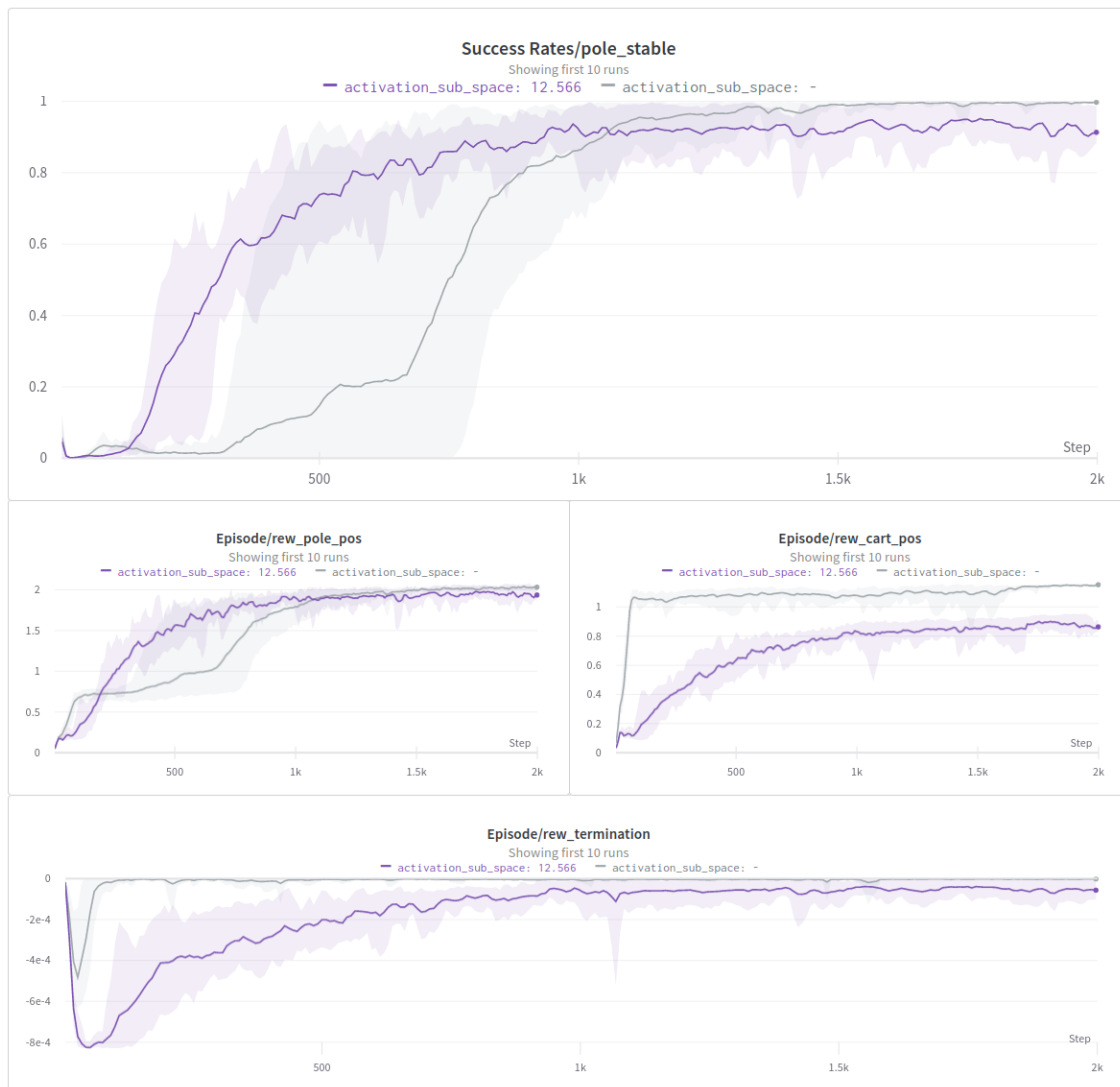 Success Rates/pole_stable
Showing first 10 runs
activation_sub_space: 12.566 activation_sub_space: -
1
0.8
0.6
0.4
0.2
0
Step
500 1k 1.5k 2k
Episode/rew_pole_pos
Showing first 10 runs
activation_sub_space: 12.566 activation_sub_space: -
2
1.5
1
0.5
0
Step
500 1k 1.5k 2k
Episode/rew_cart_pos
Showing first 10 runs
activation_sub_space: 12.566 activation_sub_space: -
1
0.8
0.6
0.4
0.2
0
Step
500 1k 1.5k 2k
Episode/rew_termination
Showing first 10 runs
activation_sub_space: 12.566 activation_sub_space: -
0
-2e-4
-4e-4
-6e-4
-8e-4
Step
500 1k 1.5k 2k